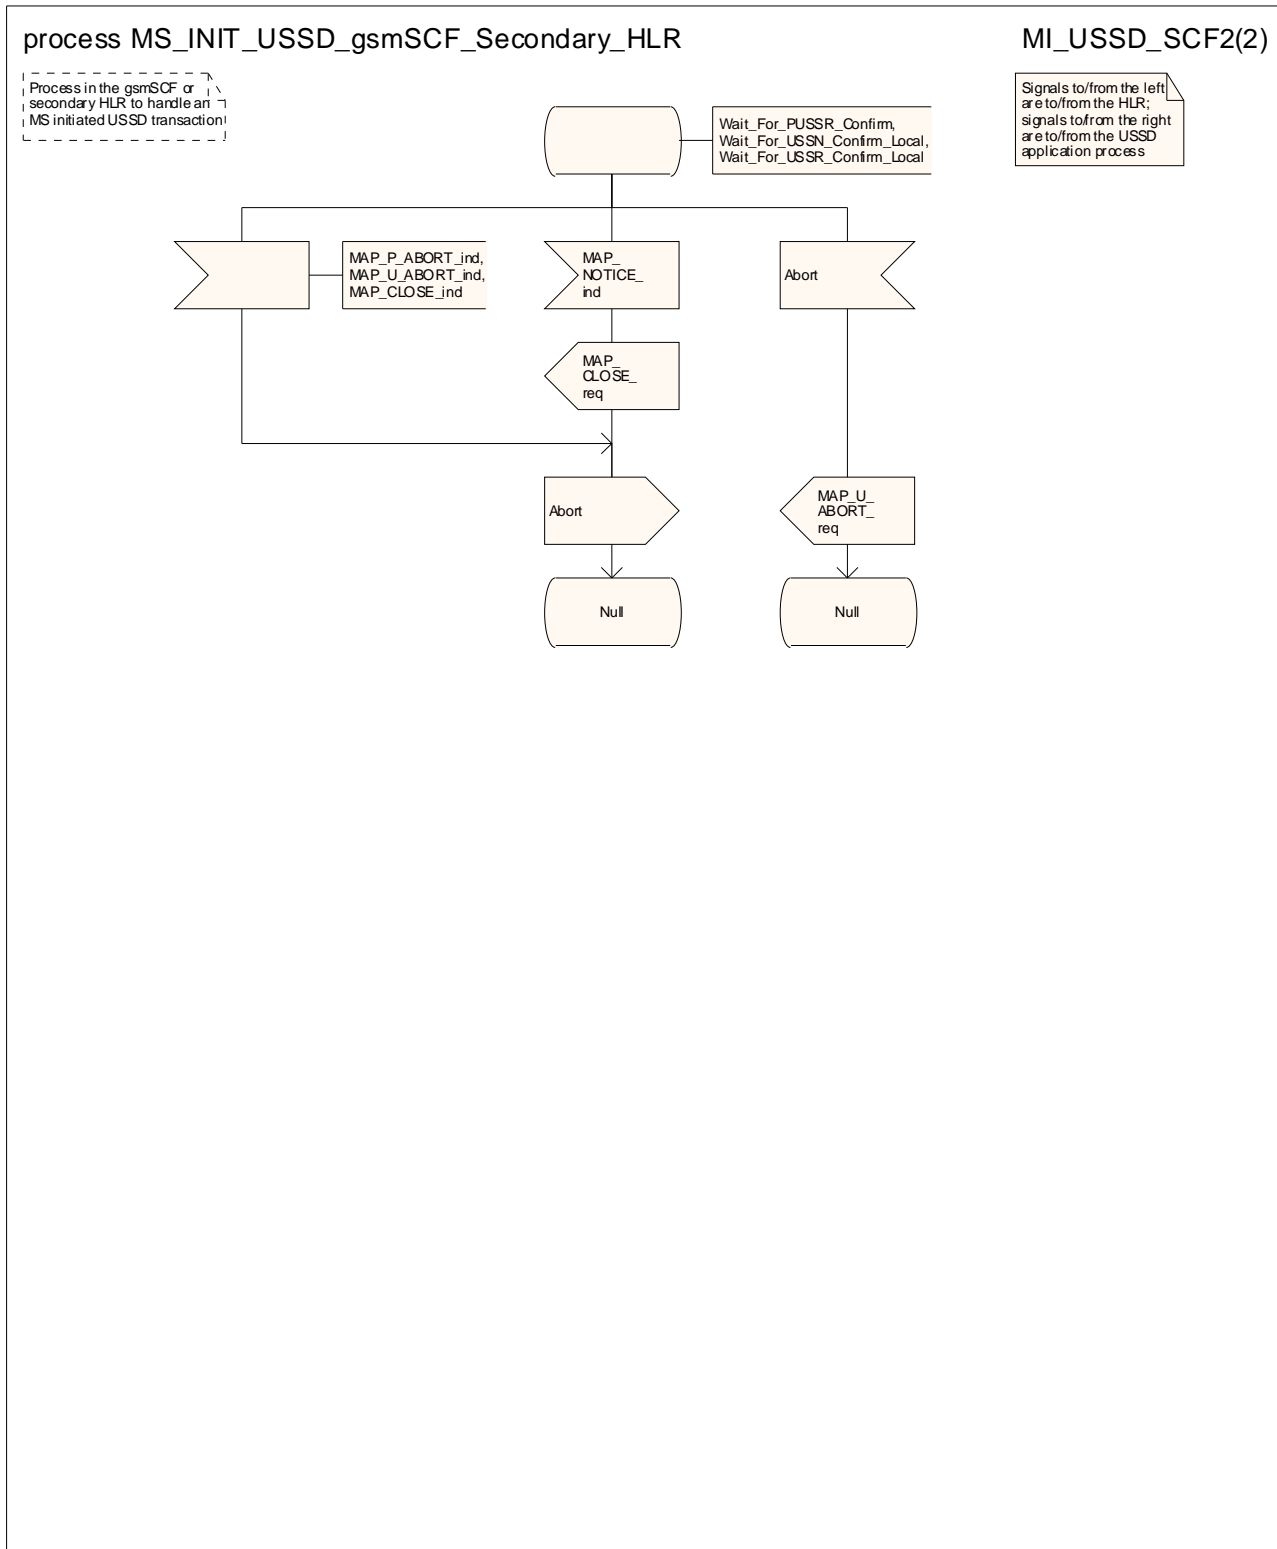 process MS_INIT_USSD_gsmSCF_Secondary_HLR
MI_USSD_SCF2(2)
Process in the gsmSCF or
secondary HLR to handle an
MS initiated USSD transaction
Signals to/from the left
are to/from the HLR;
signals to/from the right
are to/from the USSD
application process
Wait_For_PUSSR_Confirm,
Wait_For_USSN_Confirm_Local,
Wait_For_USSR_Confirm_Local
MAP_P_ABORT_ind,
MAP_U_ABORT_ind,
MAP_CLOSE_ind
MAP_
NOTICE_
ind
Abort
MAP_
CLOSE_
req
Abort
MAP_U_
ABORT_
req
Null
Null